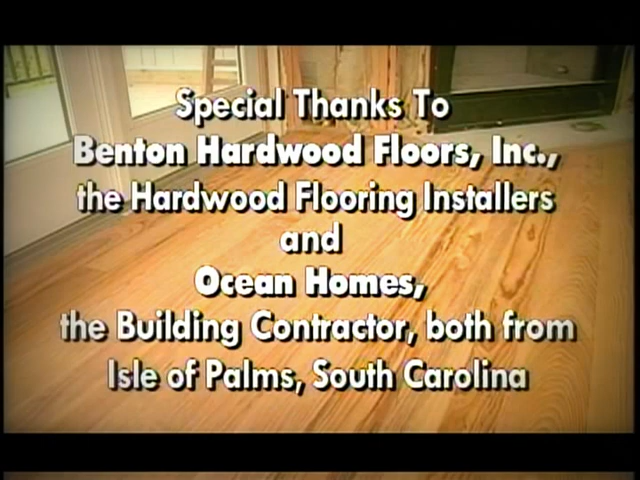 Special Thanks To
Benton Hardwood Floors, Inc.,
the Hardwood Flooring Installers
and
Ocean Homes,
the Building Contractor, both from
Isle of Palms, South Carolina